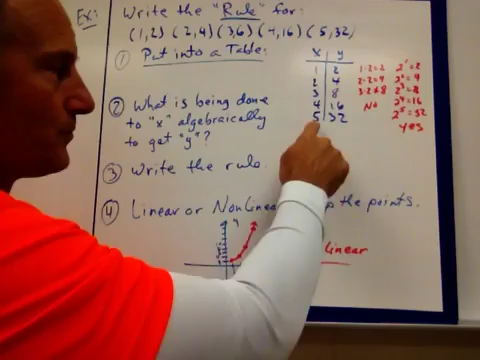 Ex: Write the "Rule" for:
(1,2) (2,4) (3,6) (4,16) (5,32)
① Put into a Table:
x y
1 2
2 4
3 8
4 16
5 32
1·2=2
2·2=4
3·2≠8
No
2¹=2
2²=4
2³=8
2⁴=16
2⁵=32
Yes
② What is being done
to "x" algebraically
to get "y"?
③ Write the rule.
④ Linear or Nonlinea
the points.
y
linear